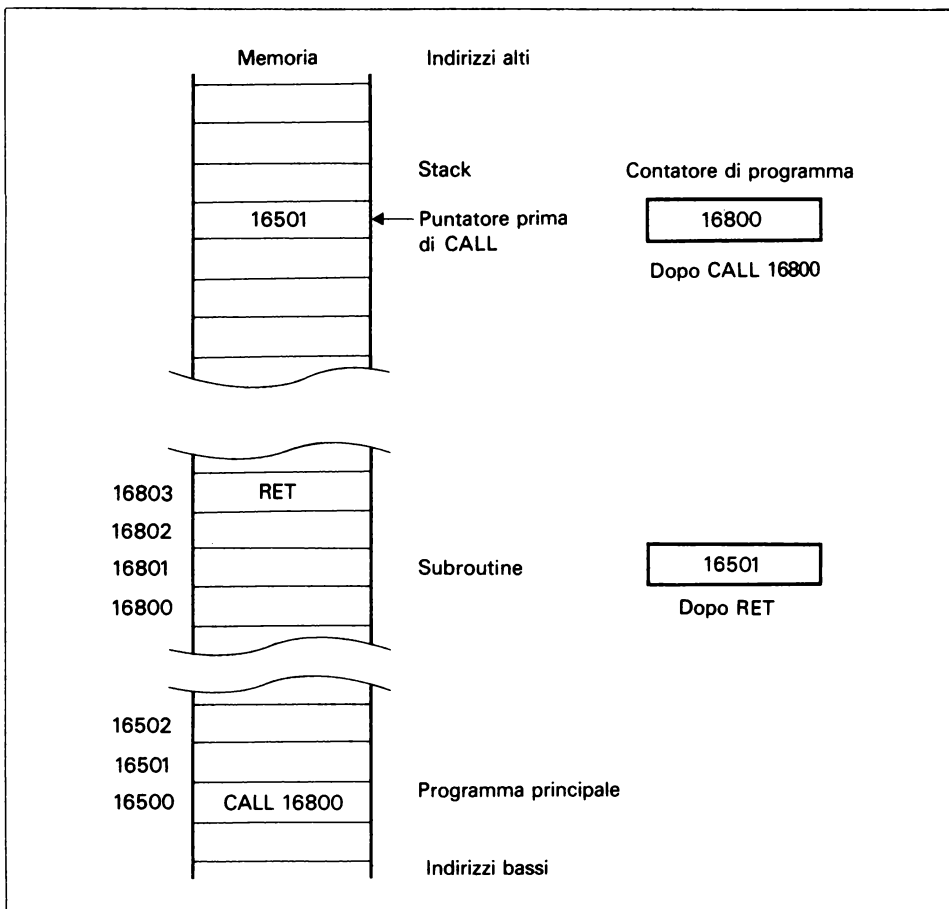 Memoria
Indirizzi alti
Stack
Contatore di programma
16501
Puntatore prima
di CALL
16800
Dopo CALL 16800
16803
RET
16802
16801
Subroutine
16501
16800
Dopo RET
16502
16501
16500
CALL 16800
Programma principale
Indirizzi bassi